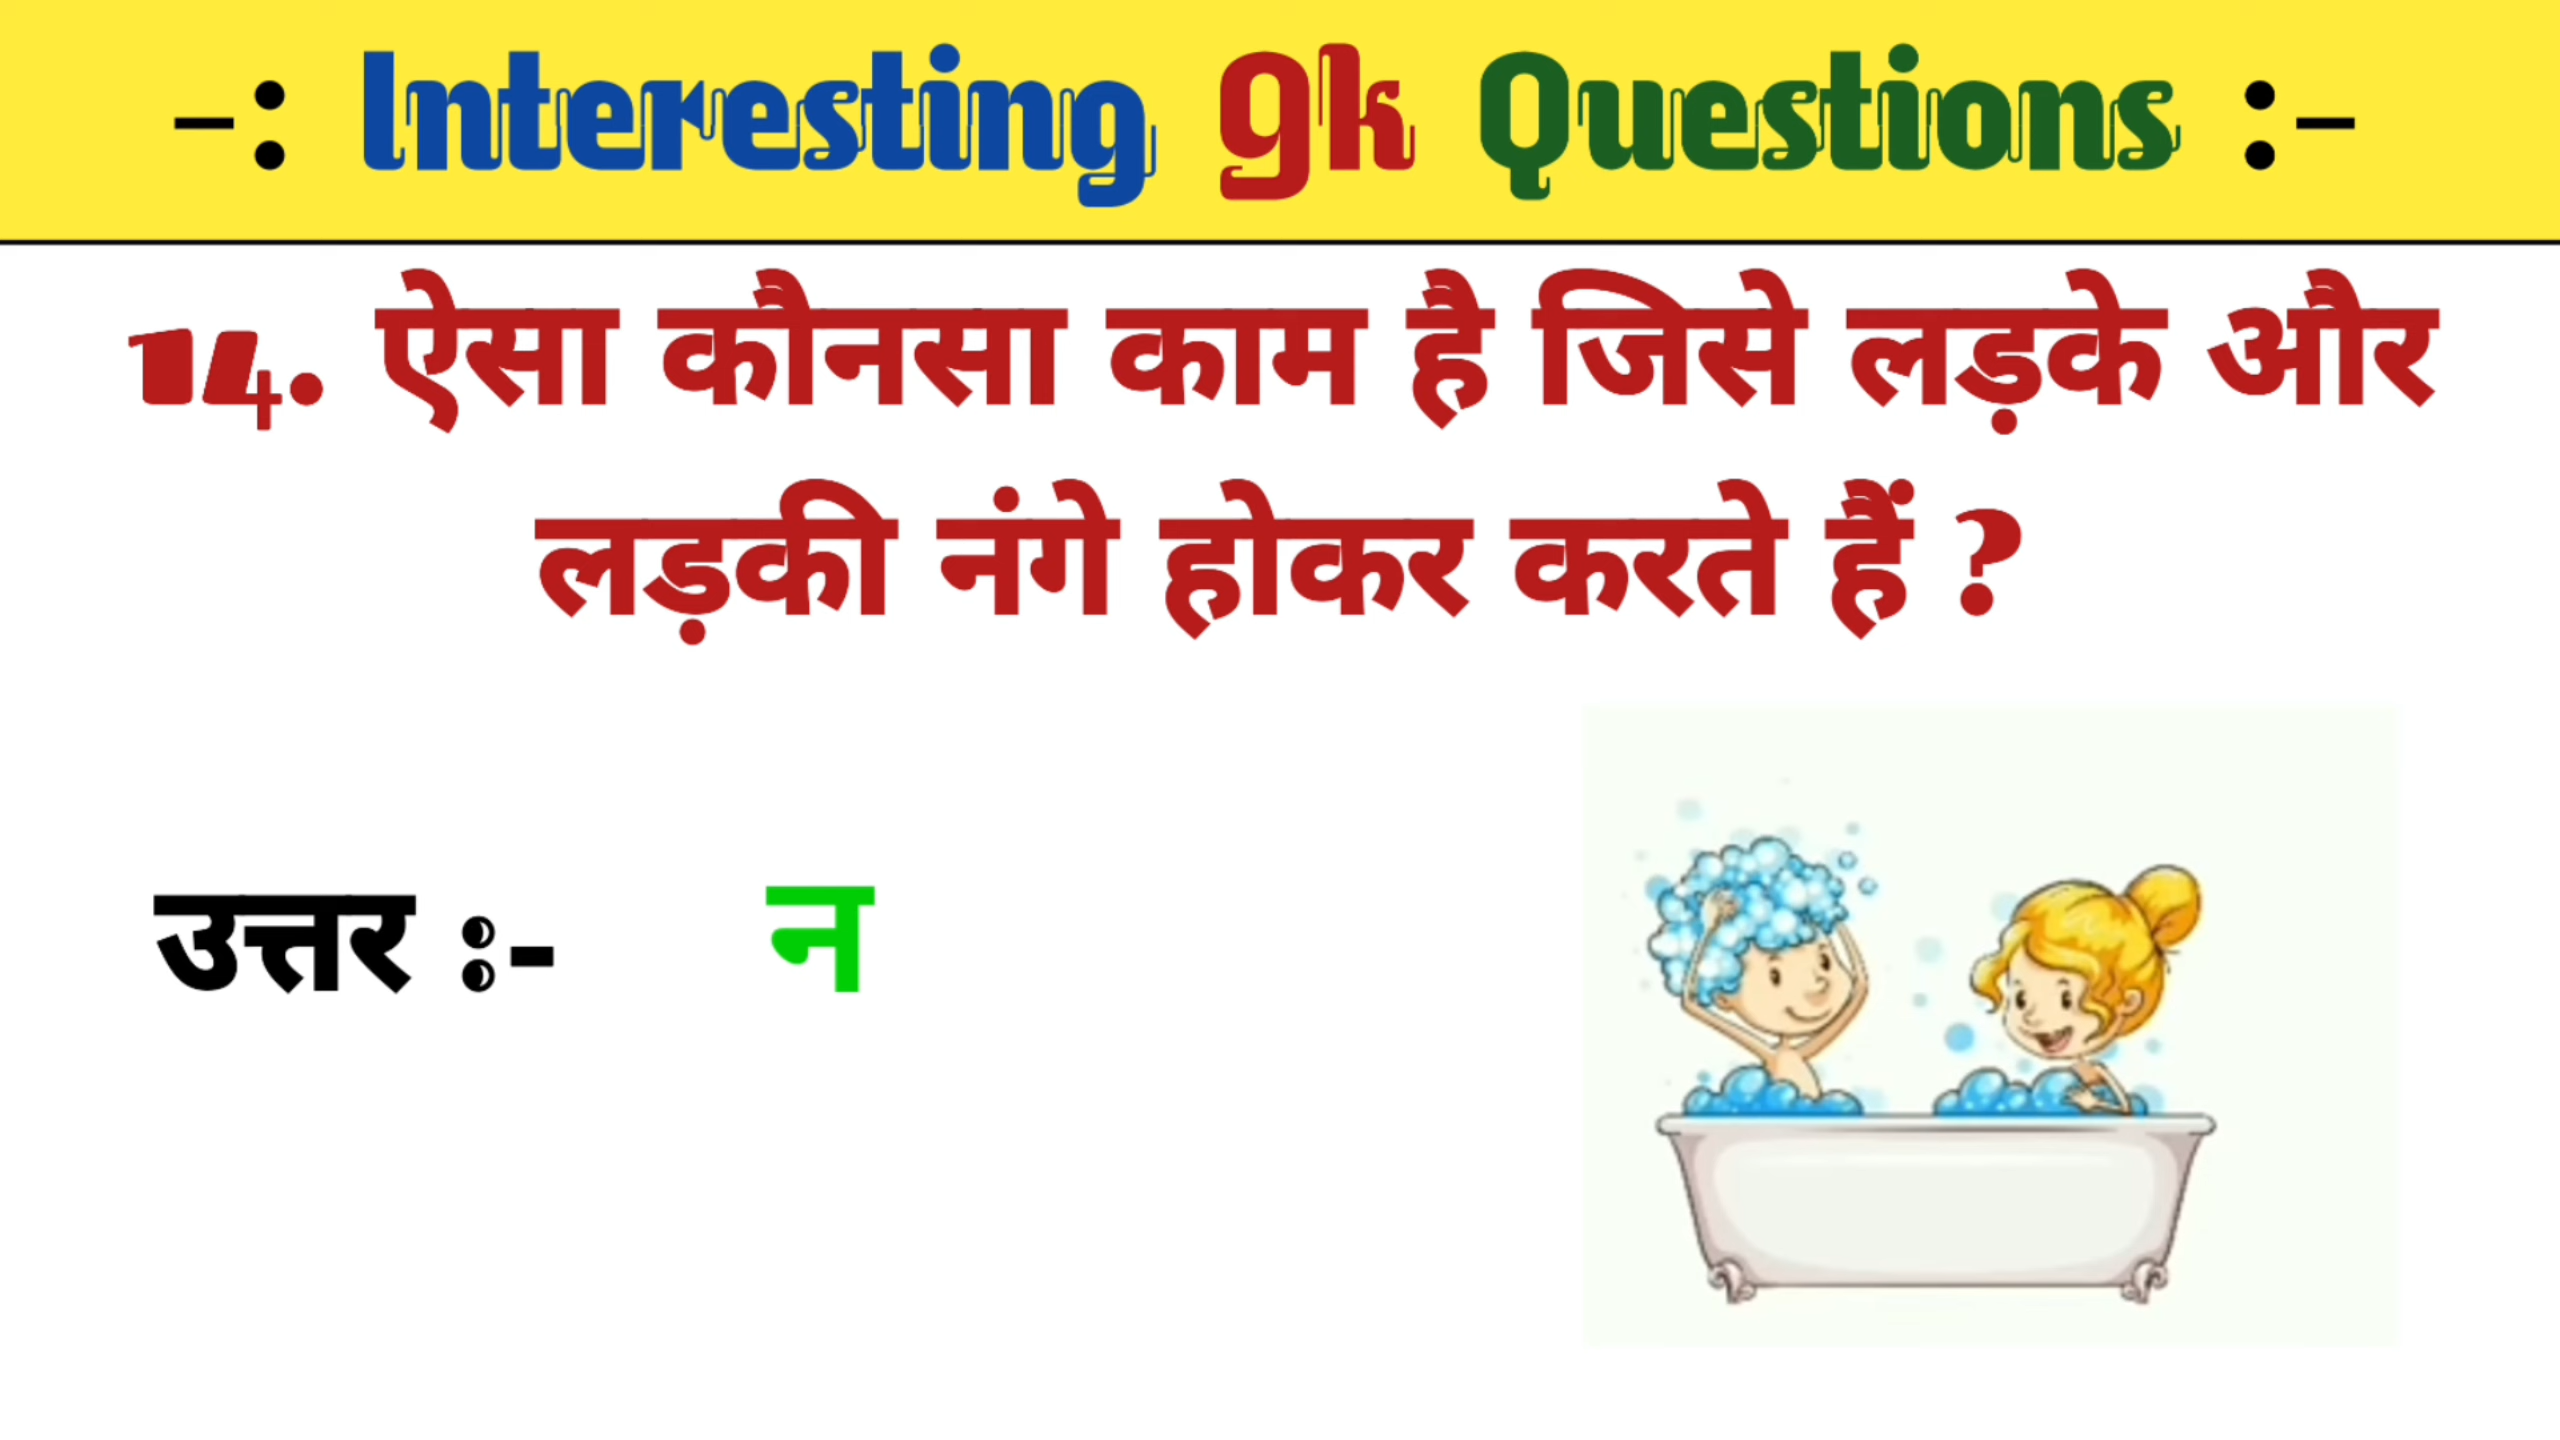 -: Interesting gk Questions :-
14. ऐसा कौनसा काम है जिसे लड़के और
लड़की नंगे होकर करते हैं ?
उत्तर :- न